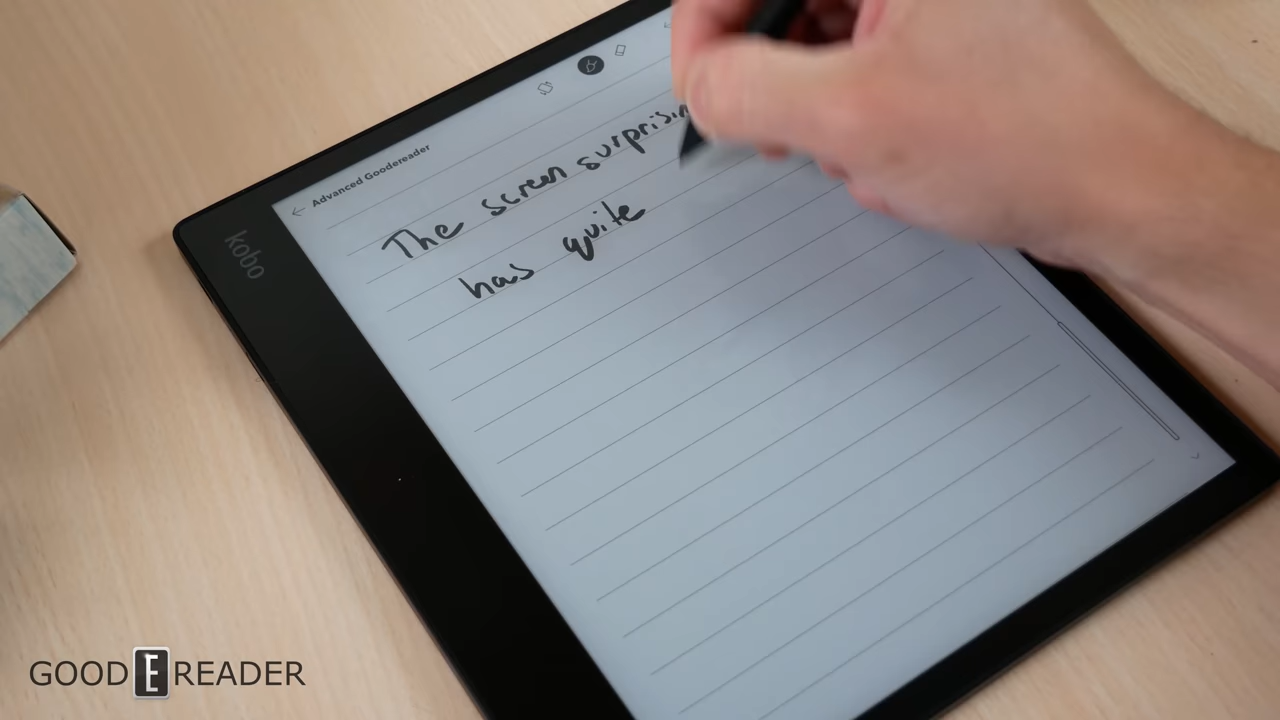 kobo
← Advanced Goodereader
The screen surprisin
has quite
GOOD E READER